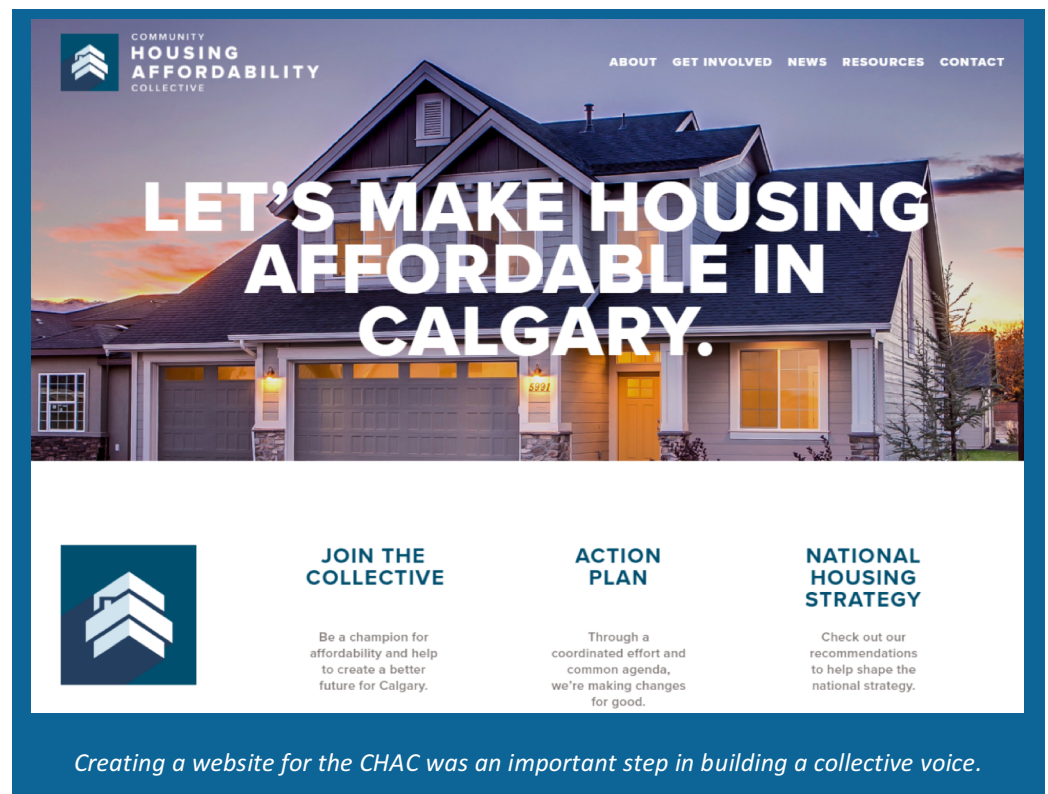 COMMUNITY
HOUSING
AFFORDABILITY
COLLECTIVE
ABOUT GET INVOLVED NEWS RESOURCES CONTACT
LET'S MAKE HOUSING
AFFORDABLE IN
CALGARY.
5991
JOIN THE
COLLECTIVE
Be a champion for
affordability and help
to create a better
future for Calgary.
ACTION
PLAN
Through a
coordinated effort and
common agenda,
we're making changes
for good.
NATIONAL
HOUSING
STRATEGY
Check out our
recommendations
to help shape the
national strategy.
Creating a website for the CHAC was an important step in building a collective voice.